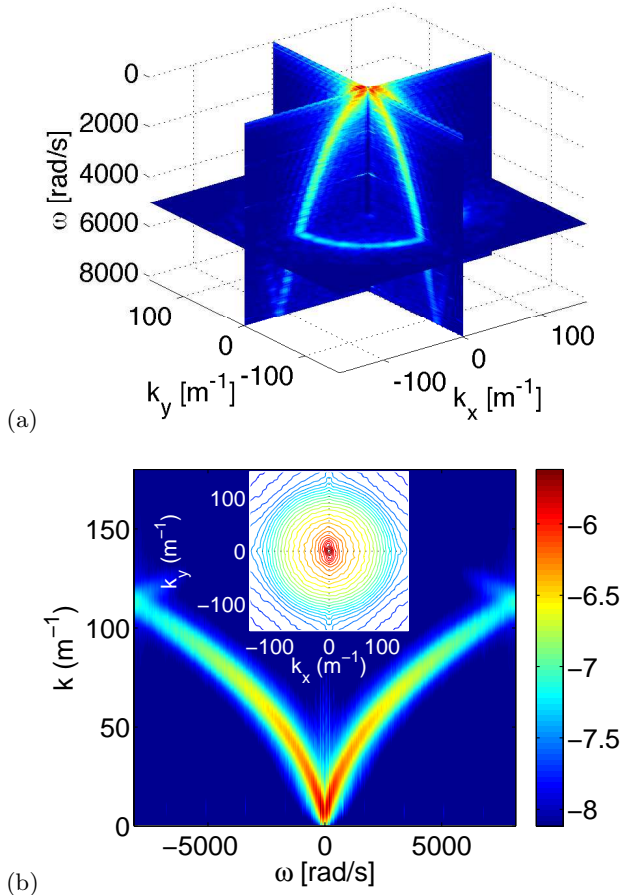 0
2000
4000
6000
8000
ω [rad/s]
100
0
-100
k_y [m⁻¹]
-100
0
100
k_x [m⁻¹]
(a)
150
100
50
0
k (m⁻¹)
100
0
−100
k_y (m⁻¹)
−100 0 100
k_x (m⁻¹)
−6
−6.5
−7
−7.5
−8
−5000 0 5000
ω [rad/s]
(b)